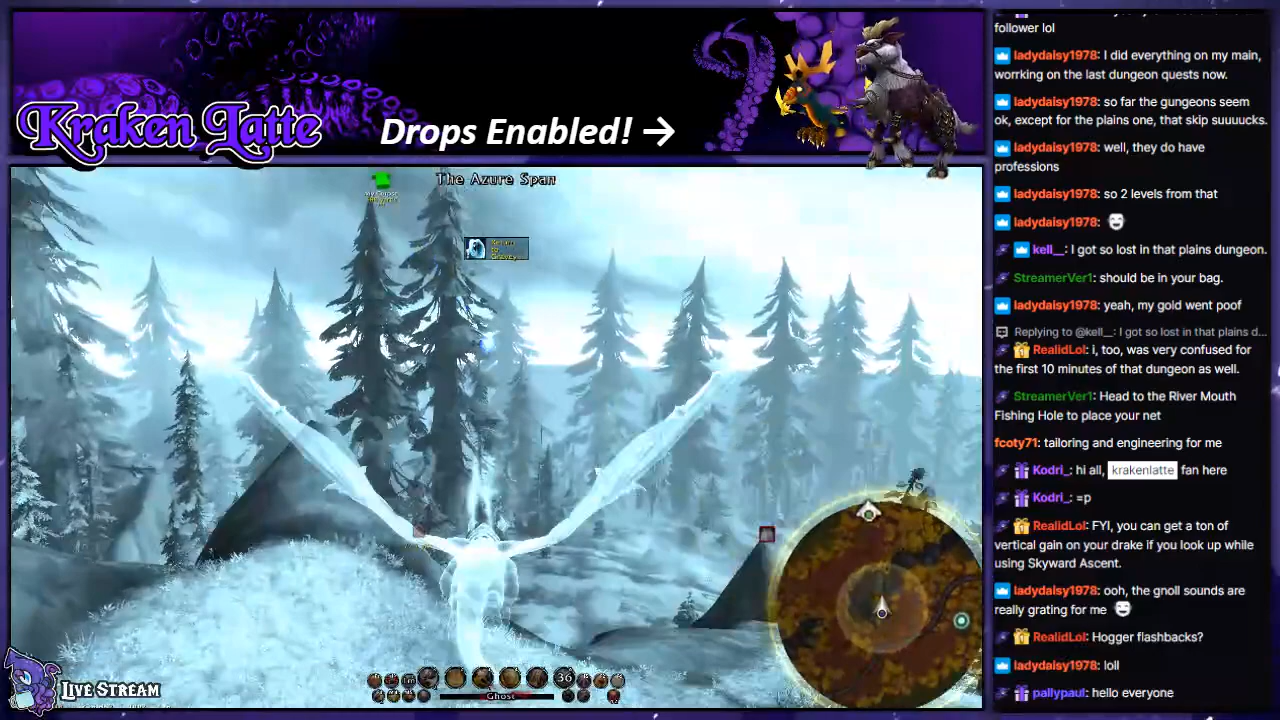 Kraken Latte
Drops Enabled! →
The Azure Span
Return
to
Ghost
36
LIVE STREAM
follower lol
ladydaisy1978: I did everything on my main,
worrking on the last dungeon quests now.
ladydaisy1978: so far the gungeons seem
ok, except for the plains one, that skip suuuucks.
ladydaisy1978: well, they do have
professions
ladydaisy1978: so 2 levels from that
ladydaisy1978:
kell__: I got so lost in that plains dungeon.
StreamerVer1: should be in your bag.
ladydaisy1978: yeah, my gold went poof
Replying to @kell__: I got so lost in that plains d...
RealidLol: i, too, was very confused for
the first 10 minutes of that dungeon as well.
StreamerVer1: Head to the River Mouth
Fishing Hole to place your net
fcoty71: tailoring and engineering for me
Kodri_: hi all, krakenlatte fan here
Kodri_: =p
RealidLol: FYI, you can get a ton of
vertical gain on your drake if you look up while
using Skyward Ascent.
ladydaisy1978: ooh, the gnoll sounds are
really grating for me
RealidLol: Hogger flashbacks?
ladydaisy1978: loll
pallypaul: hello everyone